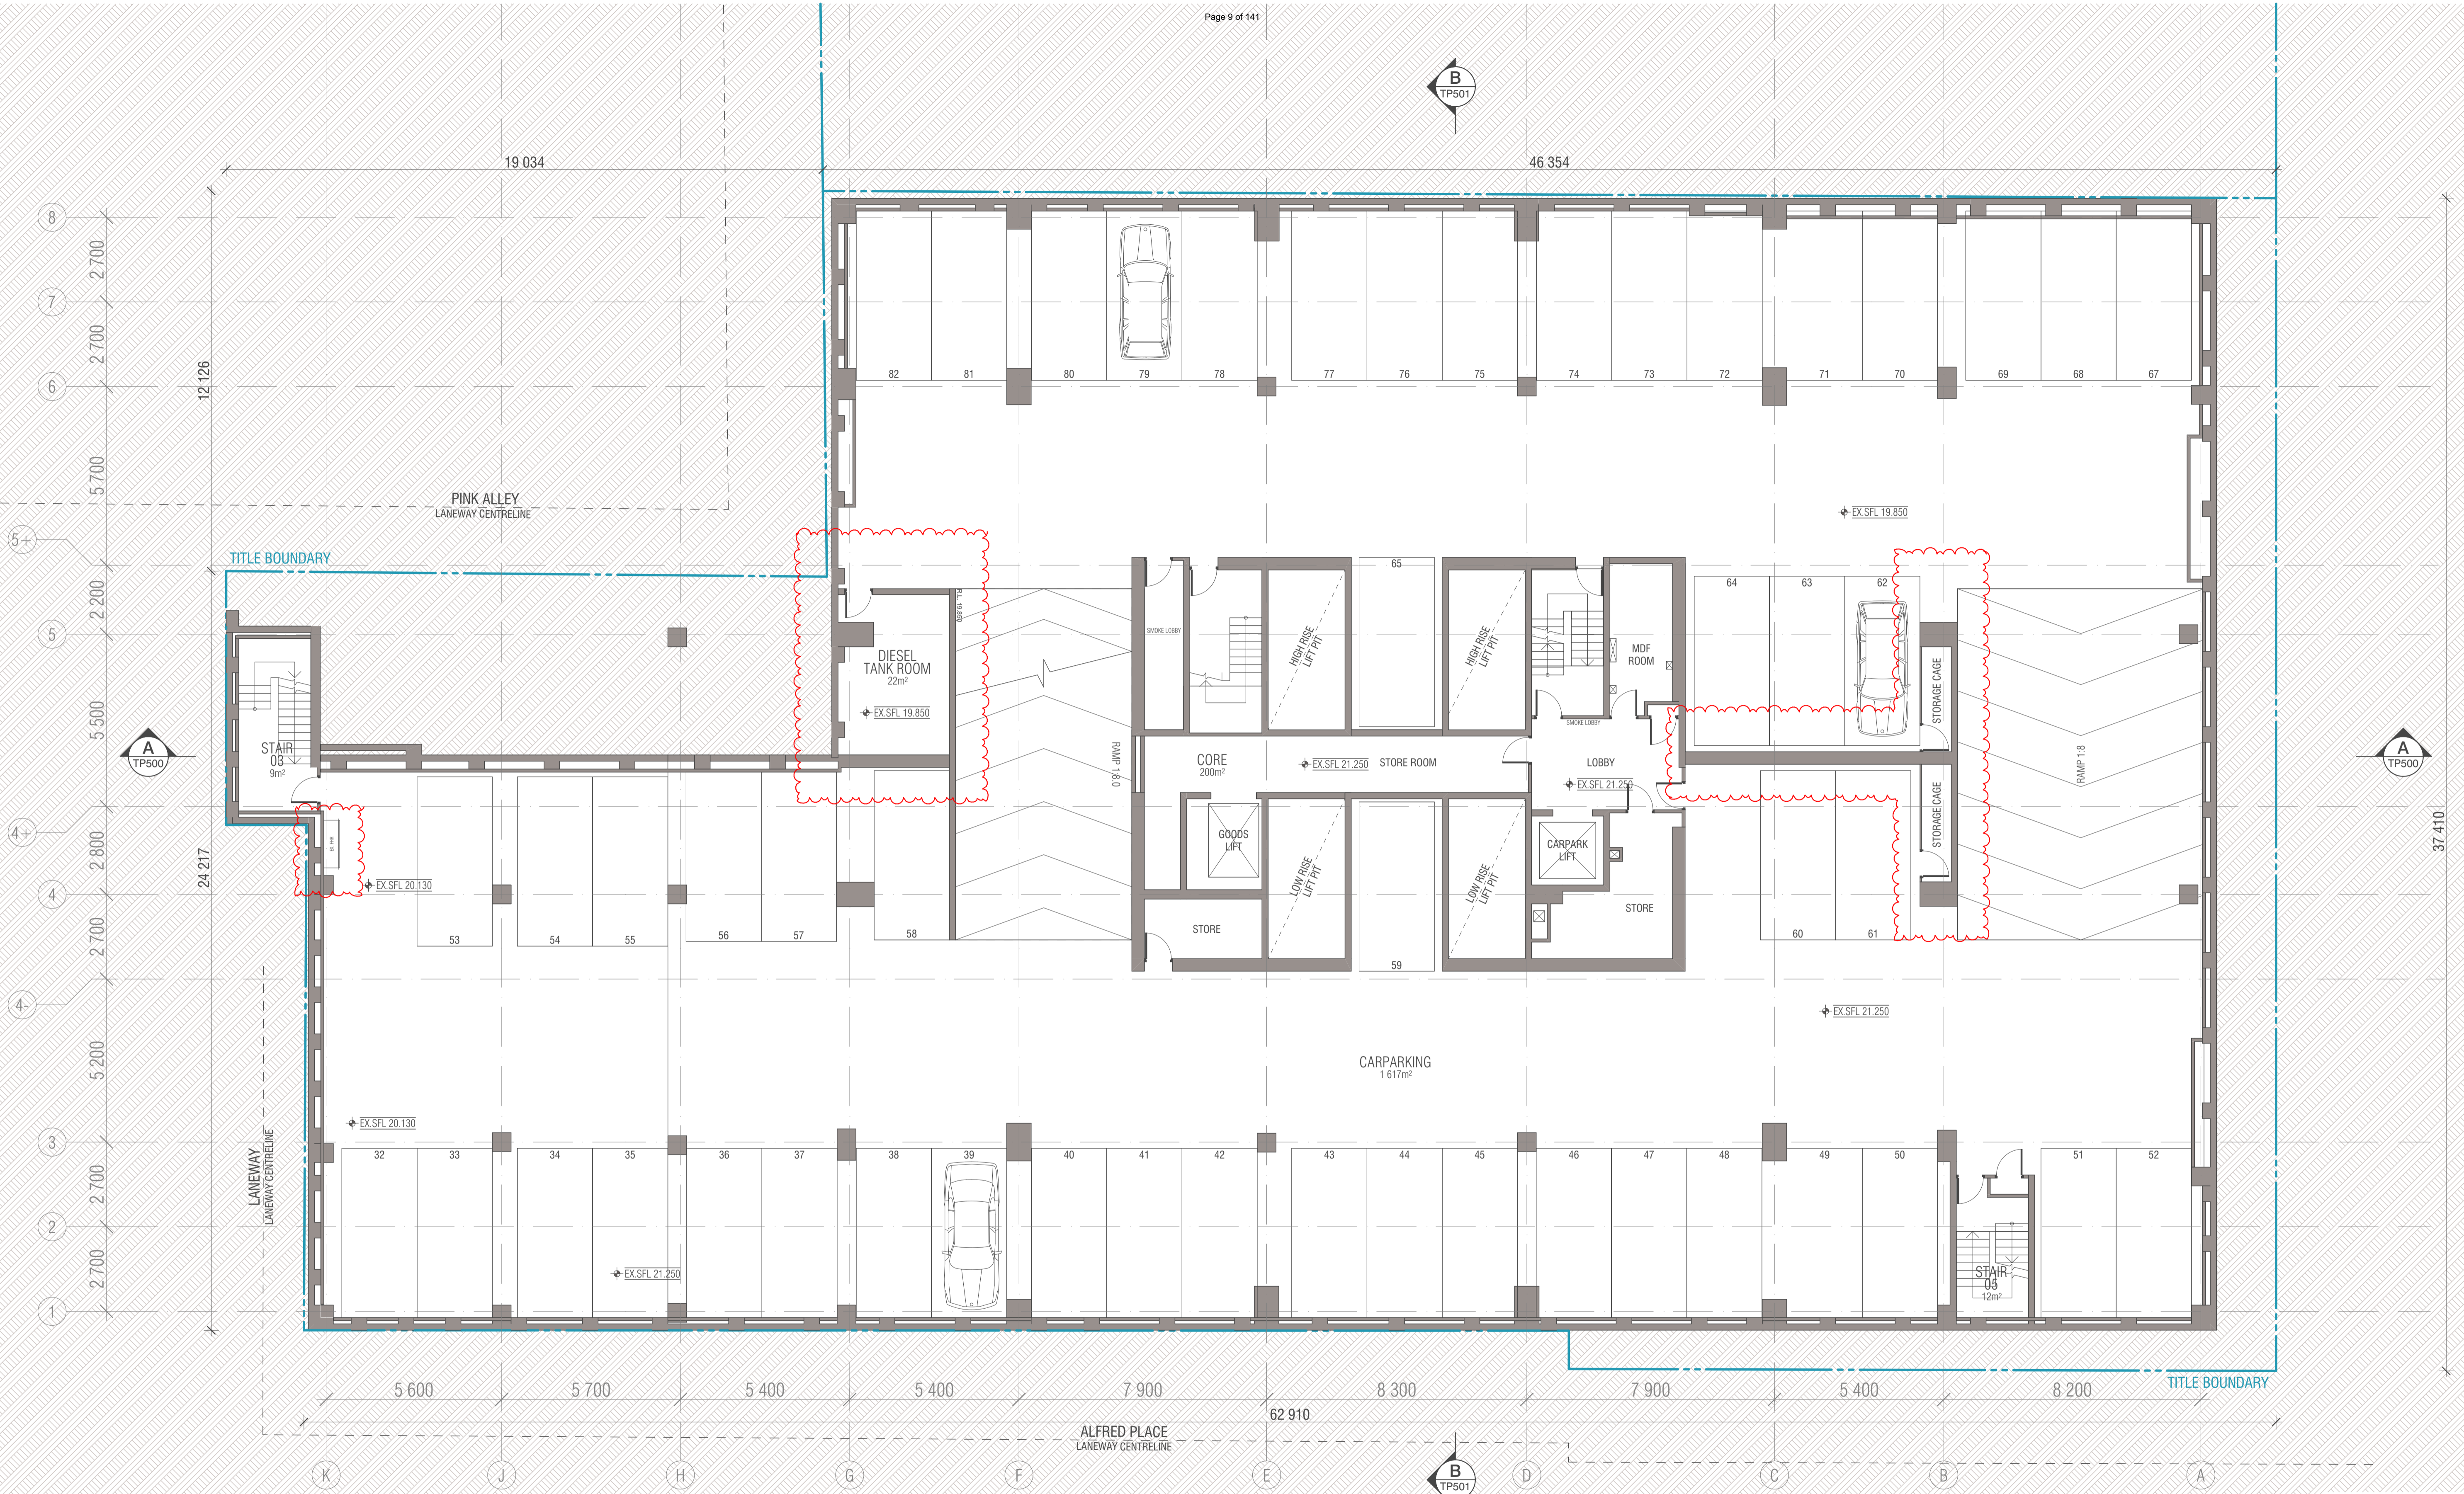 Page 9 of 141
B
TP501
19 034
46 354
8
2 700
7
2 700
12 126
6
82
81
80
79
78
77
76
75
74
73
72
71
70
69
68
67
5 700
PINK ALLEY
LANEWAY CENTRELINE
EX.SFL 19.850
5+
TITLE BOUNDARY
2 200
R.L. 19.850
65
64
63
62
5
SMOKE LOBBY
HIGH RISE
LIFT PIT
HIGH RISE
LIFT PIT
MDF
ROOM
DIESEL
TANK ROOM
22m²
STORAGE CAGE
EX.SFL 19.850
5 500
SMOKE LOBBY
A
TP500
STAIR
03
9m²
RAMP 1:8.0
CORE
200m²
EX.SFL 21.250
STORE ROOM
LOBBY
EX.SFL 21.250
RAMP 1:8
A
TP500
4+
2 800
24 217
EX. FHR
GOODS
LIFT
LOW RISE
LIFT PIT
LOW RISE
LIFT PIT
CARPARK
LIFT
STORAGE CAGE
37 410
EX.SFL 20.130
4
STORE
STORE
53
54
55
56
57
58
59
60
61
2 700
4-
EX.SFL 21.250
5 200
CARPARKING
1 617m²
EX.SFL 20.130
3
LANEWAY
LANEWAY CENTRELINE
32
33
34
35
36
37
38
39
40
41
42
43
44
45
46
47
48
49
50
51
52
2 700
2
2 700
EX.SFL 21.250
STAIR
05
12m²
1
5 600
5 700
5 400
5 400
7 900
8 300
7 900
5 400
8 200
TITLE BOUNDARY
62 910
ALFRED PLACE
LANEWAY CENTRELINE
K
J
H
G
F
E
B
TP501
D
C
B
A